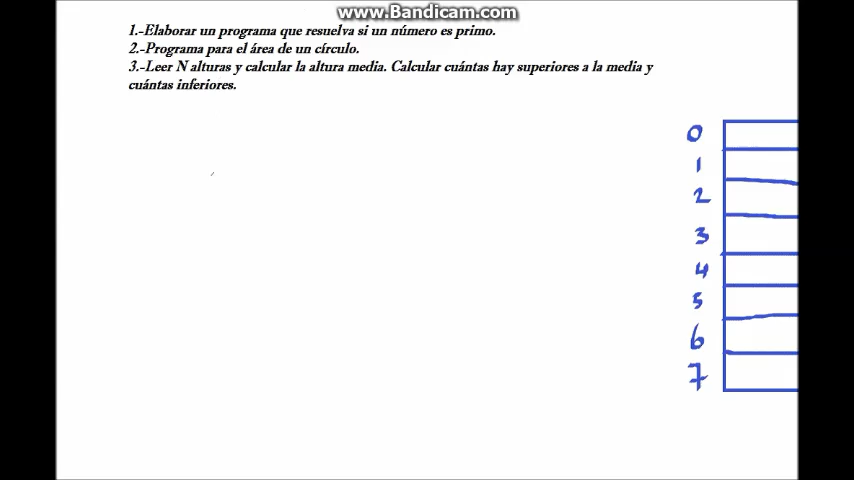 www.Bandicam.com
1.-Elaborar un programa que resuelva si un número es primo.
2.-Programa para el área de un círculo.
3.-Leer N alturas y calcular la altura media. Calcular cuántas hay superiores a la media y
cuántas inferiores.
0
1
2
3
4
5
6
7